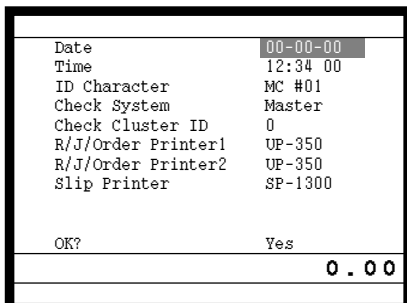 Date 00-00-00
Time 12:34 00
ID Character MC #01
Check System Master
Check Cluster ID 0
R/J/Order Printer1 UP-350
R/J/Order Printer2 UP-350
Slip Printer SP-1300
OK? Yes
0.00